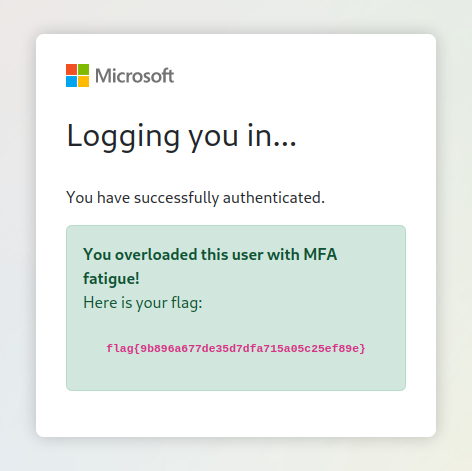 Microsoft
Logging you in...
You have successfully authenticated.
You overloaded this user with MFA
fatigue!
Here is your flag:
flag{9b896a677de35d7dfa715a05c25ef89e}